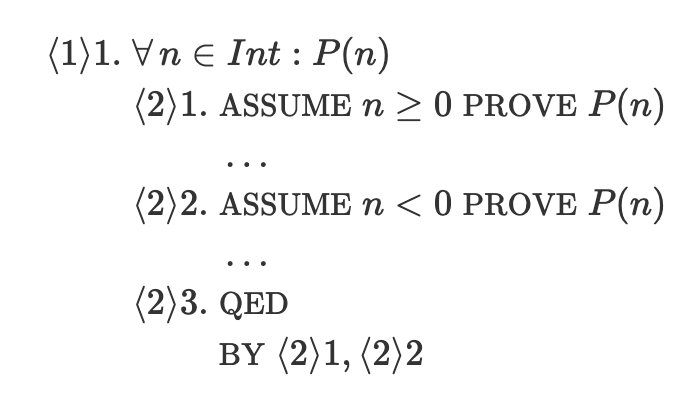 ⟨1⟩1. ∀n ∈ Int : P(n)
⟨2⟩1. ASSUME n ≥ 0 PROVE P(n)
...
⟨2⟩2. ASSUME n < 0 PROVE P(n)
...
⟨2⟩3. QED
BY ⟨2⟩1, ⟨2⟩2